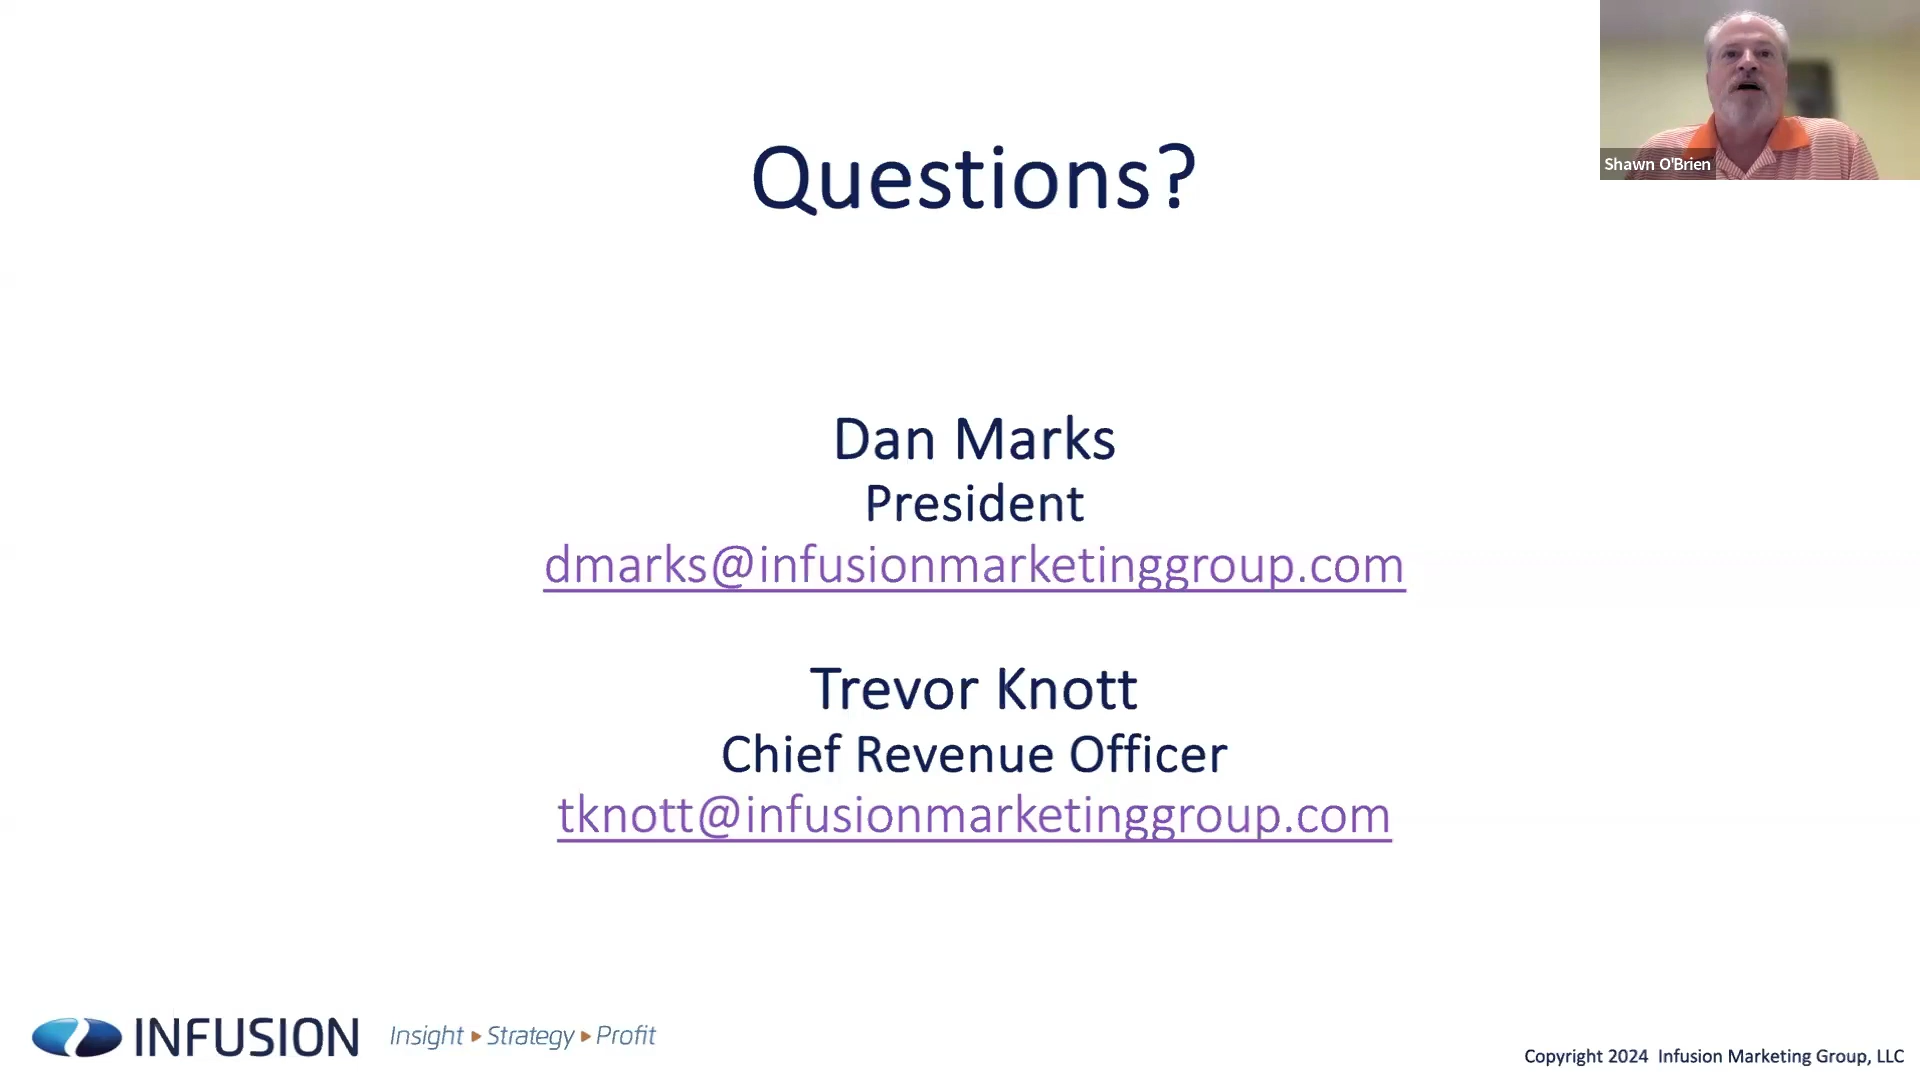 Questions?
Shawn O'Brien
Dan Marks
President
dmarks@infusionmarketinggroup.com
Trevor Knott
Chief Revenue Officer
tknott@infusionmarketinggroup.com
INFUSION Insight ▸ Strategy ▸ Profit
Copyright 2024 Infusion Marketing Group, LLC